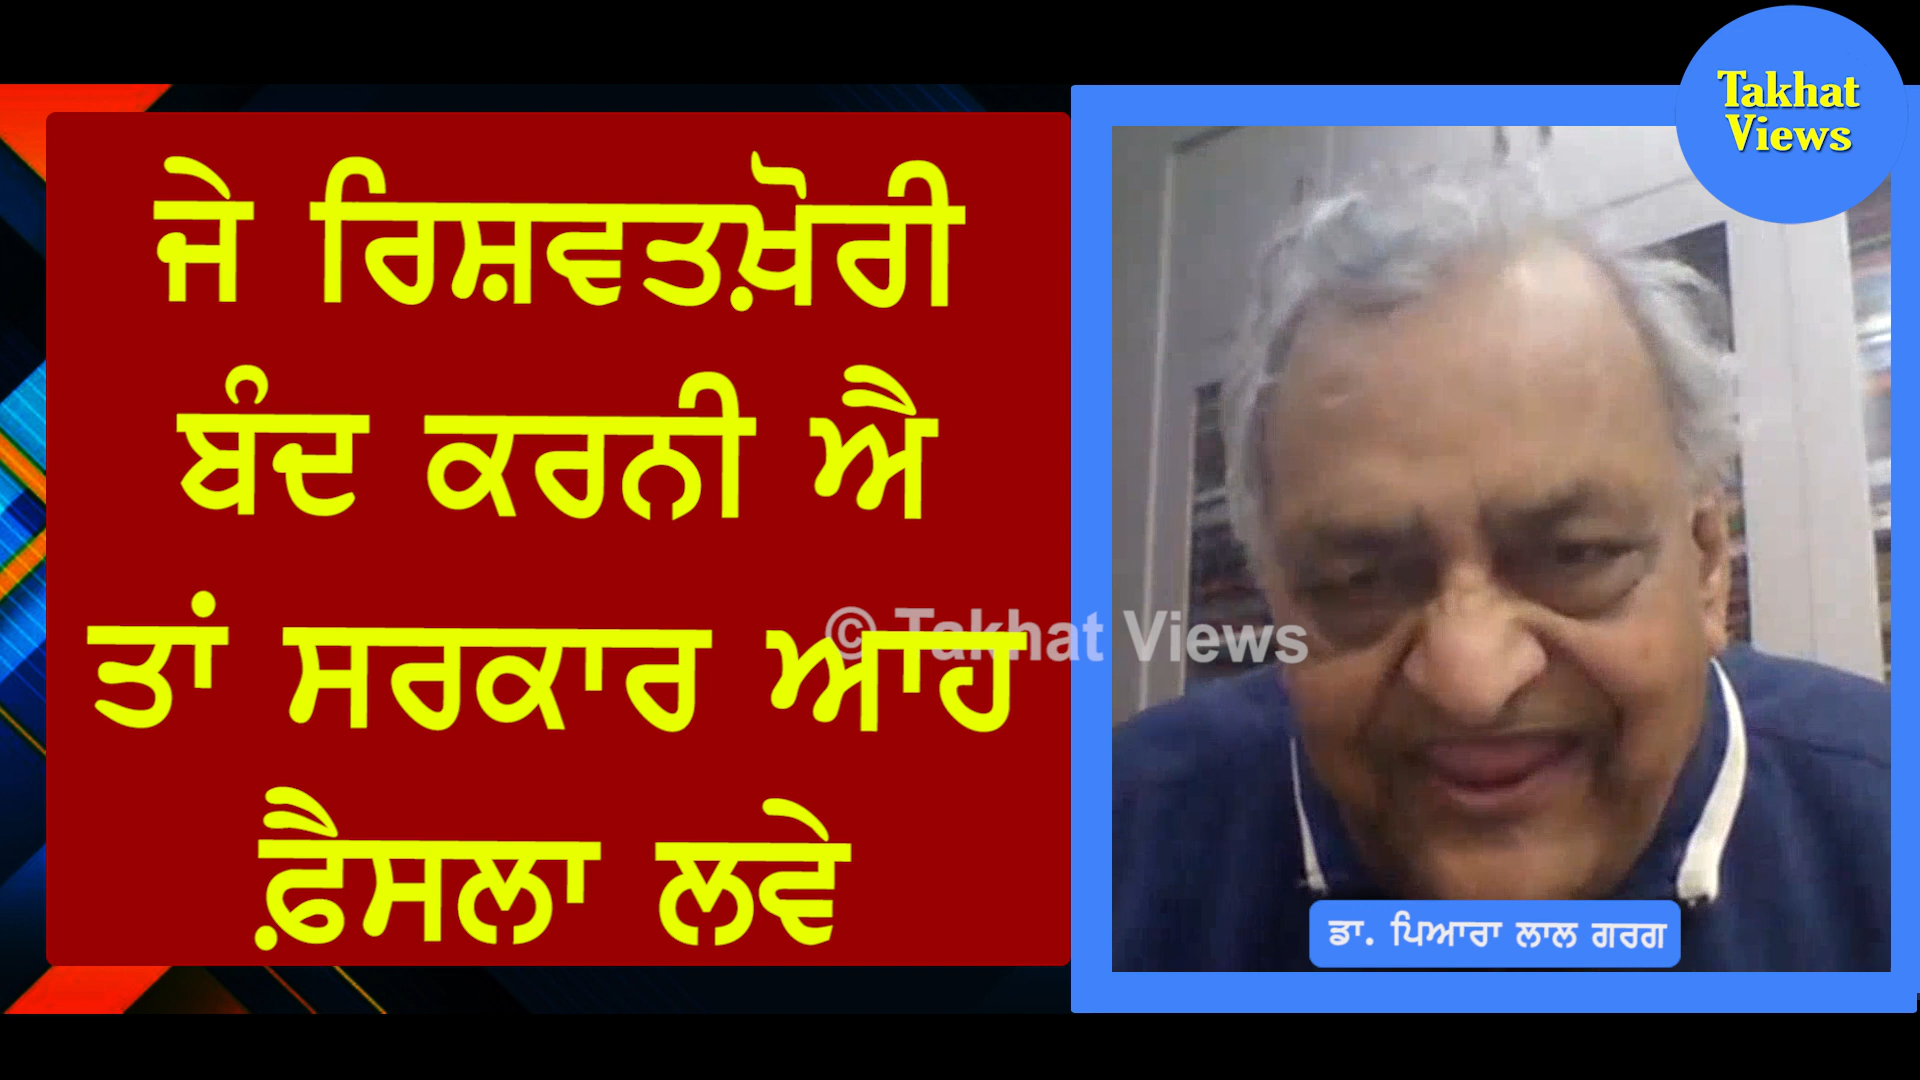 Takhat
Views
ਜੇ ਰਿਸ਼ਵਤਖ਼ੋਰੀ
ਬੰਦ ਕਰਨੀ ਐ
ਤਾਂ ਸਰਕਾਰ ਆਹ
ਫ਼ੈਸਲਾ ਲਵੇ
© Takhat Views
ਡਾ. ਪਿਆਰਾ ਲਾਲ ਗਰਗ